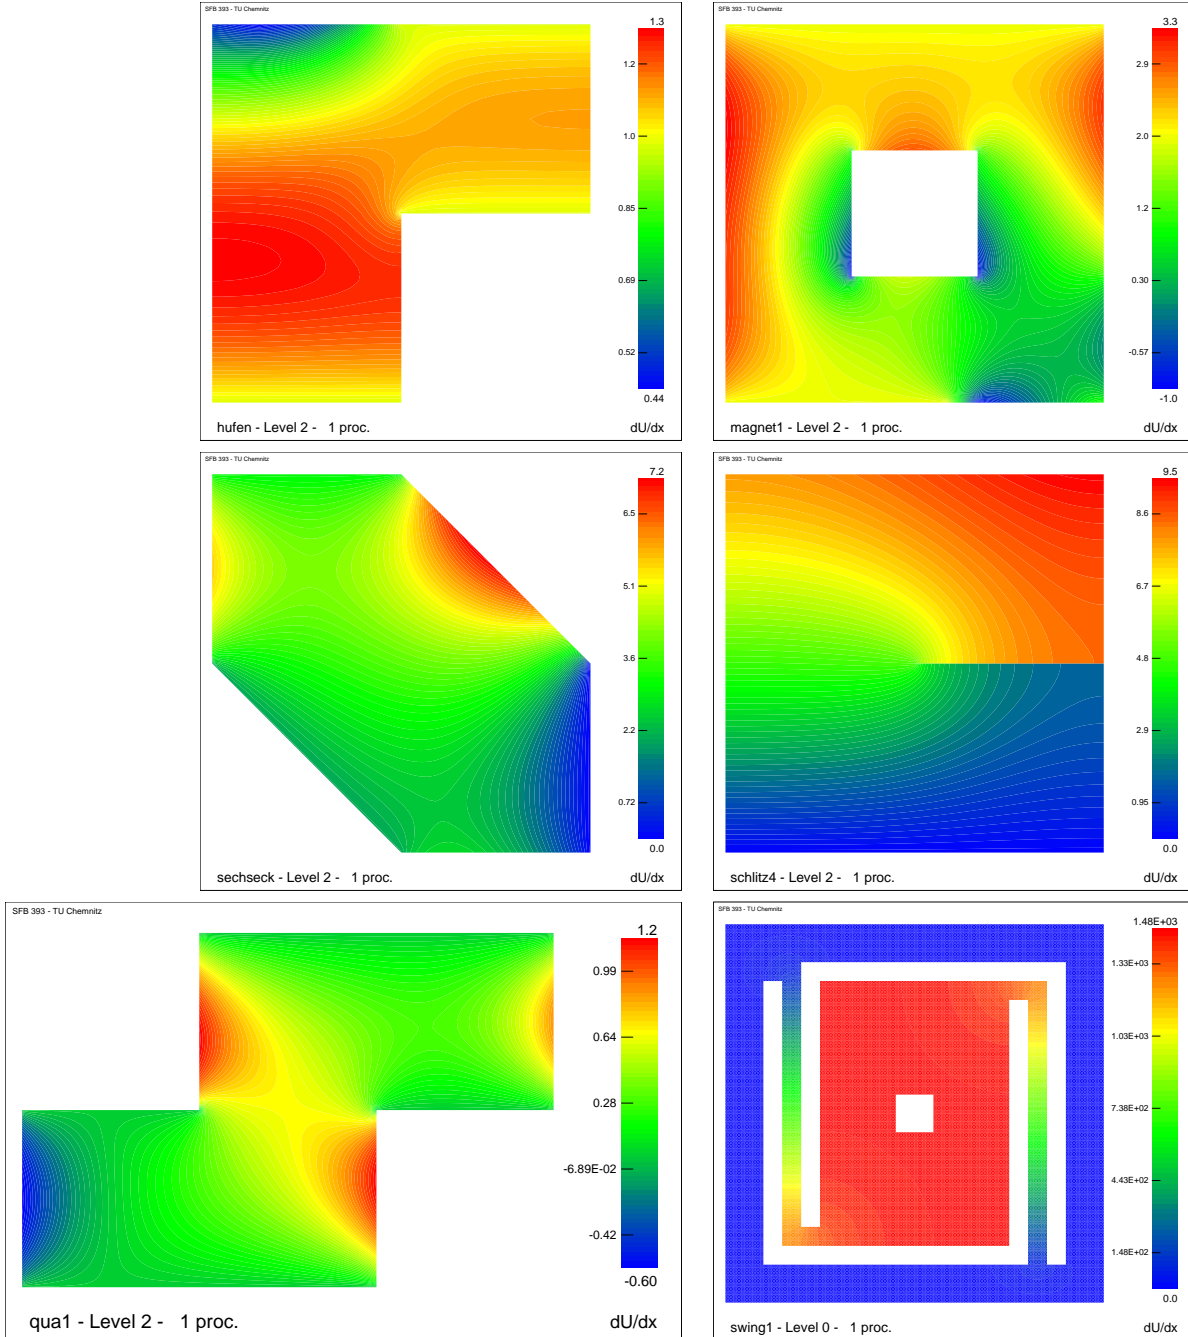 SFB 393 - TU Chemnitz
1.3
1.2
1.0
0.85
0.69
0.52
0.44
hufen - Level 2 - 1 proc.
dU/dx
SFB 393 - TU Chemnitz
3.3
2.9
2.0
1.2
0.30
-0.57
-1.0
magnet1 - Level 2 - 1 proc.
dU/dx
SFB 393 - TU Chemnitz
7.2
6.5
5.1
3.6
2.2
0.72
0.0
sechseck - Level 2 - 1 proc.
dU/dx
SFB 393 - TU Chemnitz
9.5
8.6
6.7
4.8
2.9
0.95
0.0
schlitz4 - Level 2 - 1 proc.
dU/dx
SFB 393 - TU Chemnitz
1.2
0.99
0.64
0.28
-6.89E-02
-0.42
-0.60
qua1 - Level 2 - 1 proc.
dU/dx
SFB 393 - TU Chemnitz
1.48E+03
1.33E+03
1.03E+03
7.38E+02
4.43E+02
1.48E+02
0.0
swing1 - Level 0 - 1 proc.
dU/dx